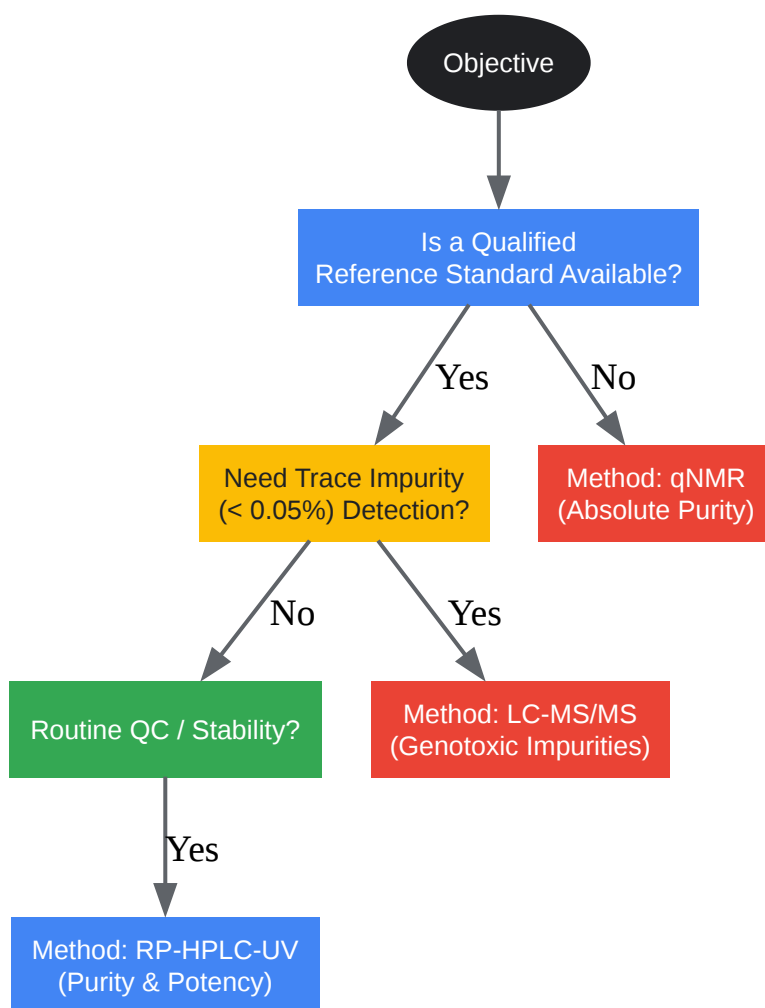 Objective
Is a Qualified
Reference Standard Available?
Yes
No
Need Trace Impurity
(< 0.05%) Detection?
Method: qNMR
(Absolute Purity)
No
Yes
Routine QC / Stability?
Method: LC-MS/MS
(Genotoxic Impurities)
Yes
Method: RP-HPLC-UV
(Purity & Potency)